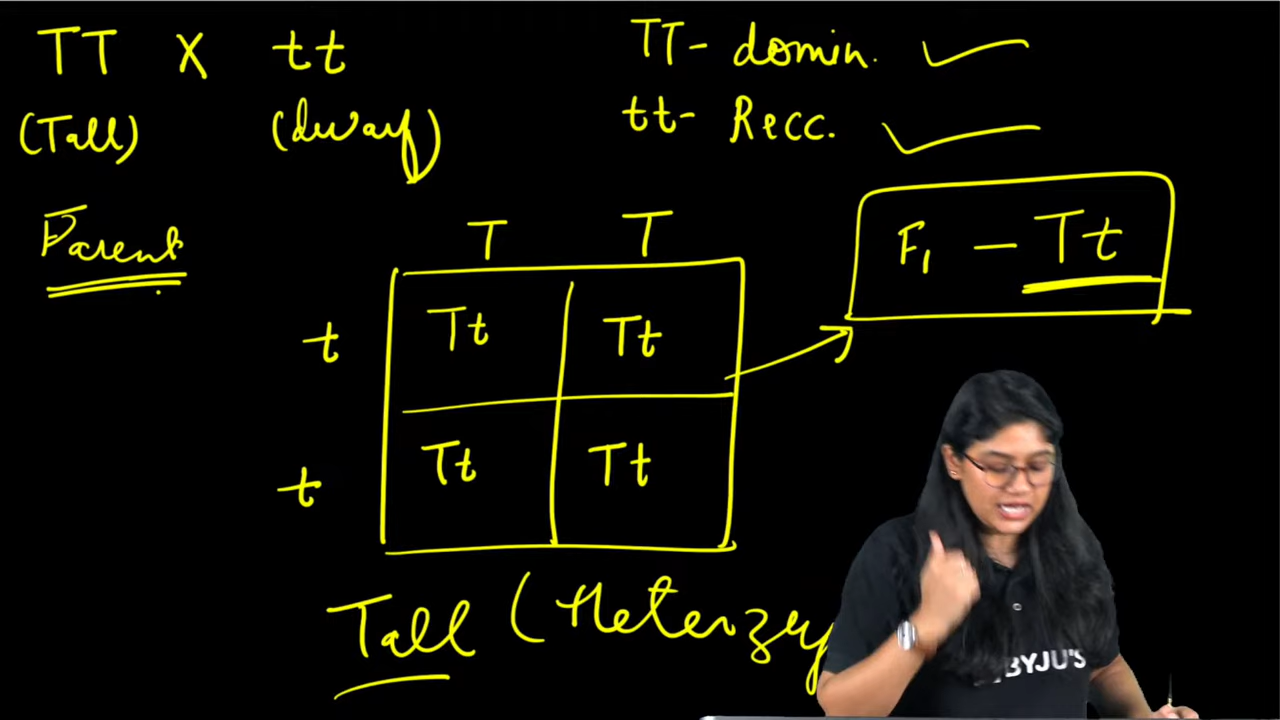 TT X tt
(Tall) (dwarf)
TT- domin.
tt- Recc.
Parent
F₁ - Tt
T T
t Tt Tt
t Tt Tt
Tall (Heterozy
BYJU'S